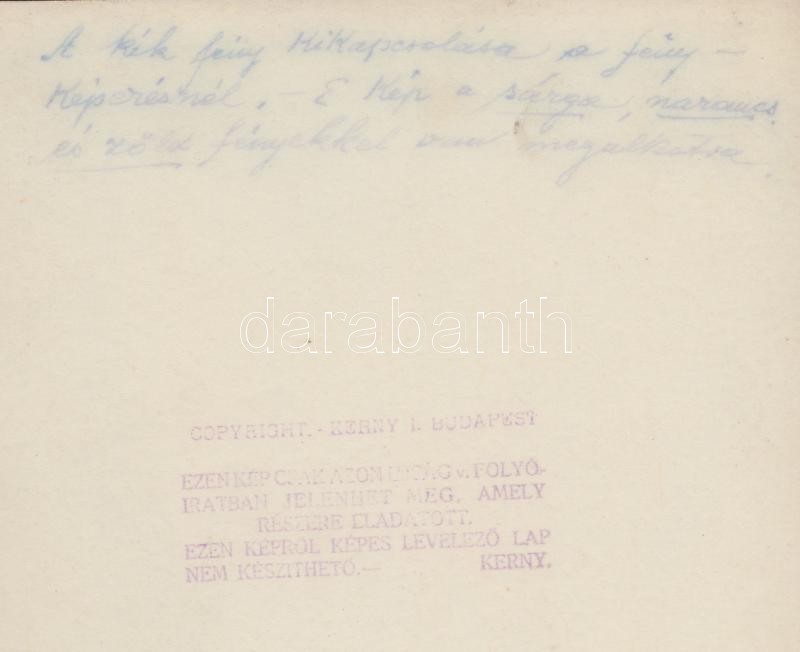 A kék fény kikapcsolása a fény-
képezésnél. - E kép a sárga, narancs
és zöld fényekkel van megalkotva.
darabanth
COPYRIGHT. - KERNY I. BUDAPEST
EZEN KÉP CSAK AZON UJSÁG v. FOLYÓ-
IRATBAN JELENHET MEG, AMELY
RÉSZÉRE ELADATOTT.
EZEN KÉPRŐL KÉPES LEVELEZŐ LAP
NEM KÉSZITHETŐ.— KERNY.